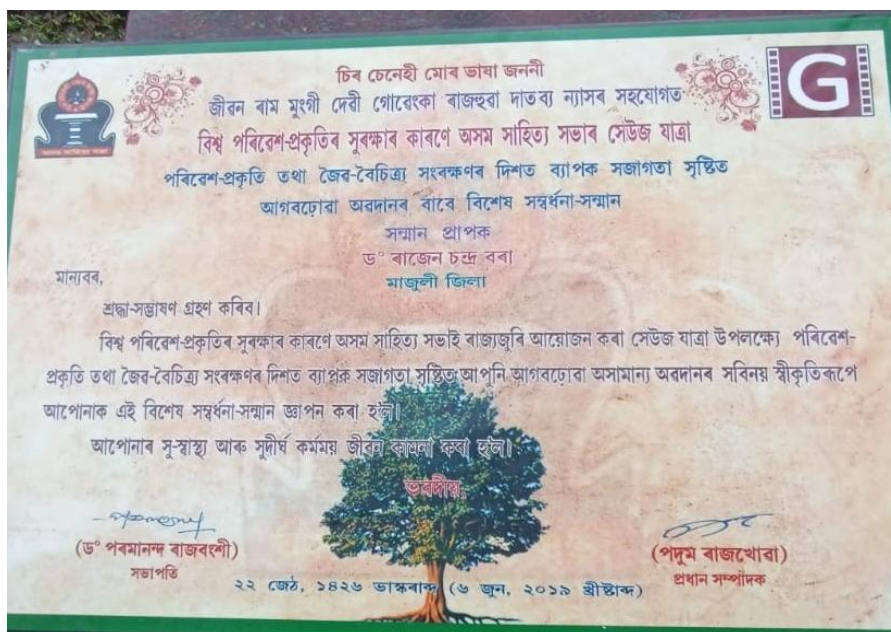 চিৰ চেনেহী মোৰ ভাষা জননী
জীৱন ৰাম মুংগী দেৱী গোৱেংকা ৰাজহুৱা দাতব্য ন্যাসৰ সহযোগত
বিশ্ব পৰিৱেশ-প্ৰকৃতিৰ সুৰক্ষাৰ কাৰণে অসম সাহিত্য সভাৰ সেউজ যাত্ৰা
পৰিৱেশ-প্ৰকৃতি তথা জৈৱ-বৈচিত্ৰ্য সংৰক্ষণৰ দিশত ব্যাপক সজাগতা সৃষ্টিত
আগবঢ়োৱা অৱদানৰ বাবে বিশেষ সম্বৰ্ধনা-সন্মান
সন্মান প্ৰাপক
ড° ৰাজেন চন্দ্ৰ বৰা
মাজুলী জিলা
মান্যবৰ,
শ্ৰদ্ধা-সম্ভাষণ গ্ৰহণ কৰিব।
বিশ্ব পৰিৱেশ-প্ৰকৃতিৰ সুৰক্ষাৰ কাৰণে অসম সাহিত্য সভাই ৰাজ্যজুৰি আয়োজন কৰা সেউজ যাত্ৰা উপলক্ষ্যে পৰিৱেশ-
প্ৰকৃতি তথা জৈৱ-বৈচিত্ৰ্য সংৰক্ষণৰ দিশত ব্যাপক সজাগতা সৃষ্টিত আপুনি আগবঢ়োৱা অসামান্য অৱদানৰ সবিনয় স্বীকৃতিৰূপে
আপোনাক এই বিশেষ সম্বৰ্ধনা-সন্মান জ্ঞাপন কৰা হ'ল।
আপোনাৰ সু-স্বাস্থ্য আৰু সুদীৰ্ঘ কৰ্মময় জীৱন কামনা কৰা হ'ল।
ভৱদীয়
(ড° পৰমানন্দ ৰাজবংশী)
সভাপতি
(পদুম ৰাজখোৱা)
প্ৰধান সম্পাদক
২২ জেঠ, ১৪২৬ ভাস্কৰাব্দ (৬ জুন, ২০১৯ খ্ৰীষ্টাব্দ)
G